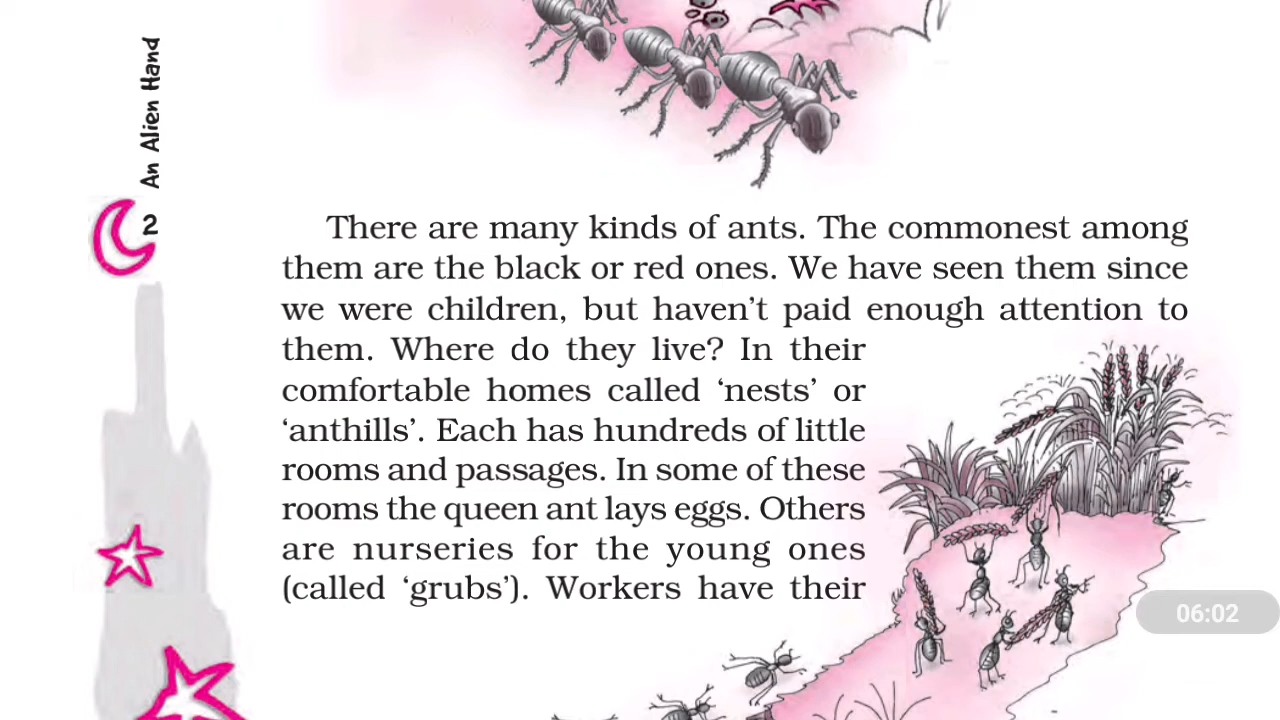 An Alien Hand
2
There are many kinds of ants. The commonest among
them are the black or red ones. We have seen them since
we were children, but haven't paid enough attention to
them. Where do they live? In their
comfortable homes called ‘nests’ or
‘anthills’. Each has hundreds of little
rooms and passages. In some of these
rooms the queen ant lays eggs. Others
are nurseries for the young ones
(called ‘grubs’). Workers have their
06:02